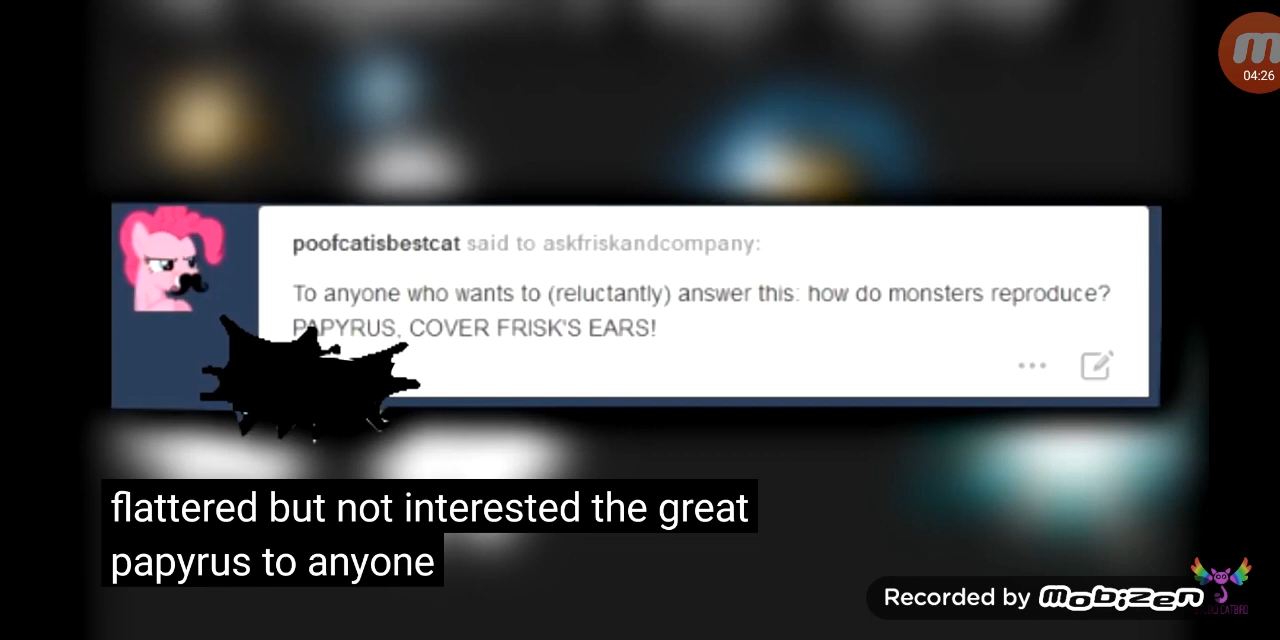 04:26
poofcatisbestcat said to askfriskandcompany:
To anyone who wants to (reluctantly) answer this: how do monsters reproduce?
PAPYRUS, COVER FRISK'S EARS!
flattered but not interested the great
papyrus to anyone
Recorded by mobizen
CATBIRD